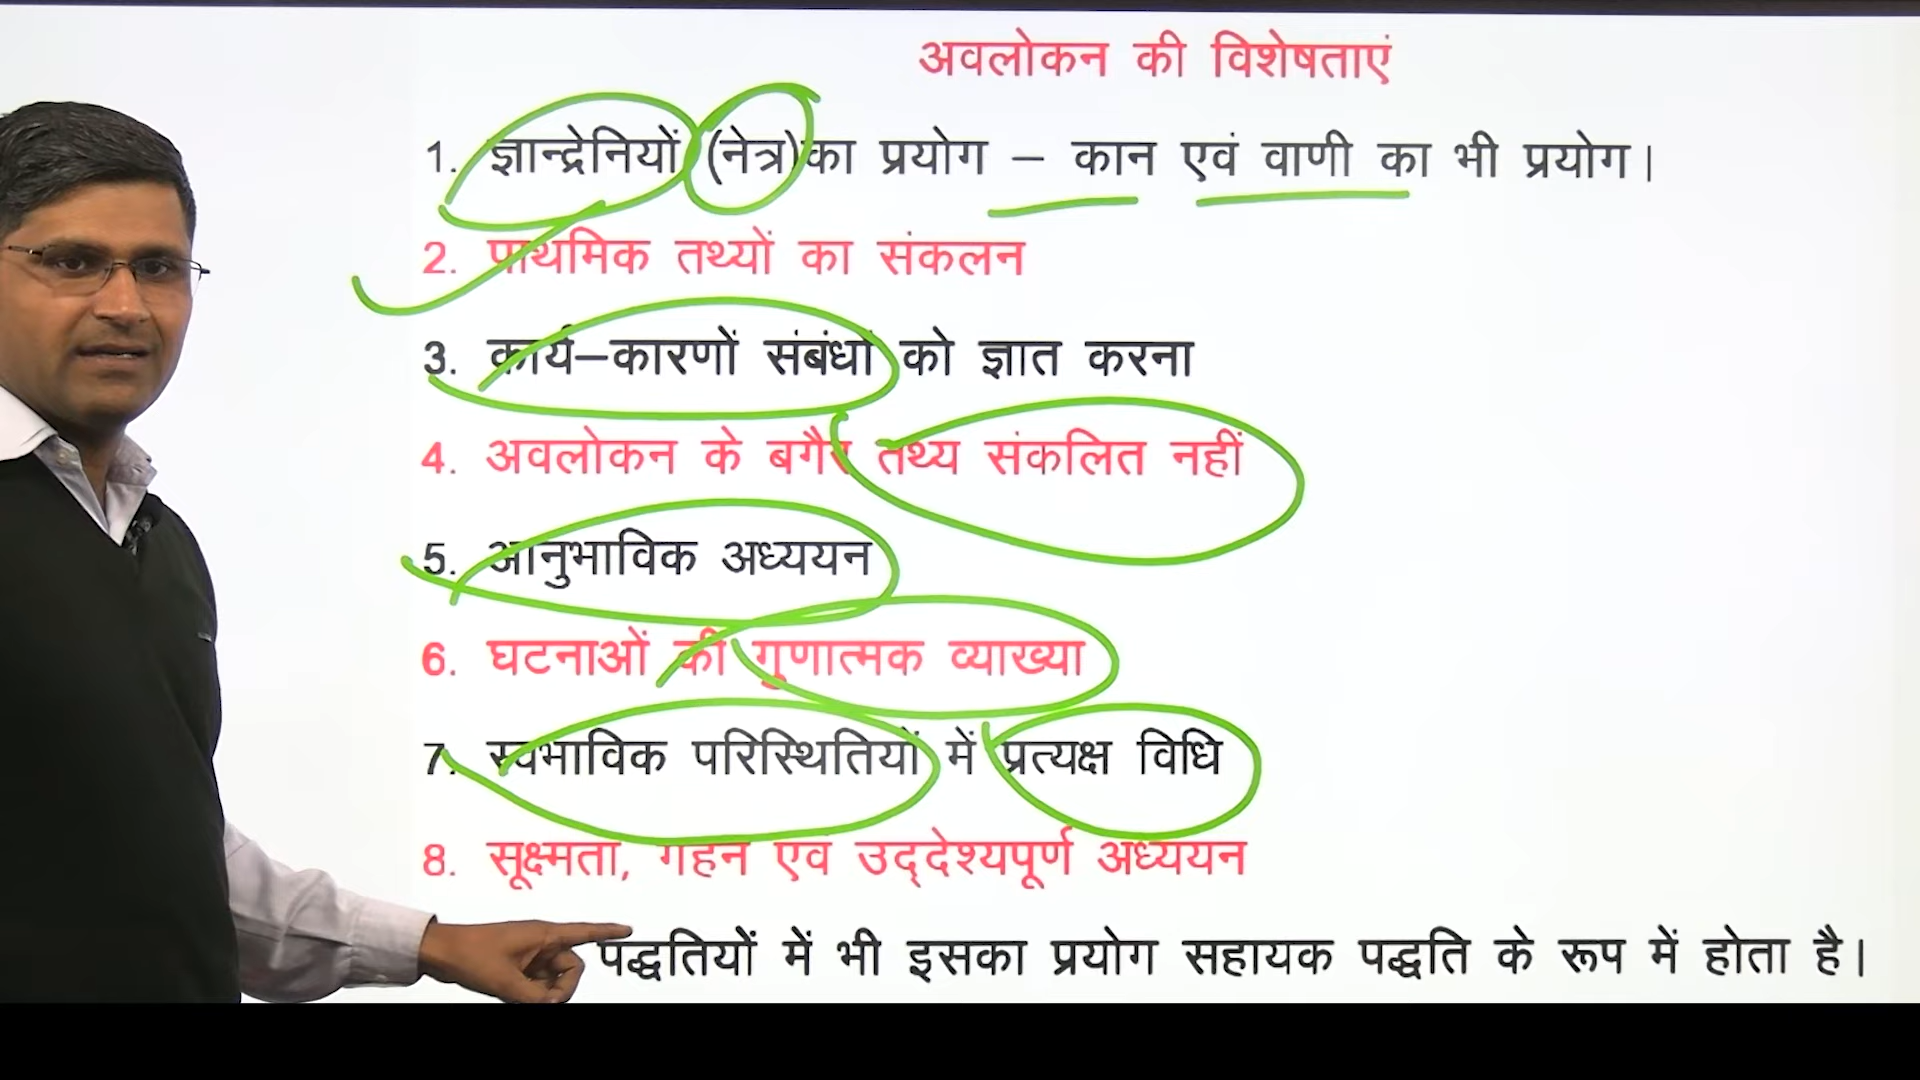 अवलोकन की विशेषताएं
1. ज्ञान्द्रेनियों (नेत्र)का प्रयोग – कान एवं वाणी का भी प्रयोग।
2. प्राथमिक तथ्यों का संकलन
3. कार्य–कारणों संबंधों को ज्ञात करना
4. अवलोकन के बगैर तथ्य संकलित नहीं
5. आनुभाविक अध्ययन
6. घटनाओं की गुणात्मक व्याख्या
7. स्वभाविक परिस्थितियों में प्रत्यक्ष विधि
8. सूक्ष्मता, गहन एवं उद्देश्यपूर्ण अध्ययन
पद्धतियों में भी इसका प्रयोग सहायक पद्धति के रूप में होता है।